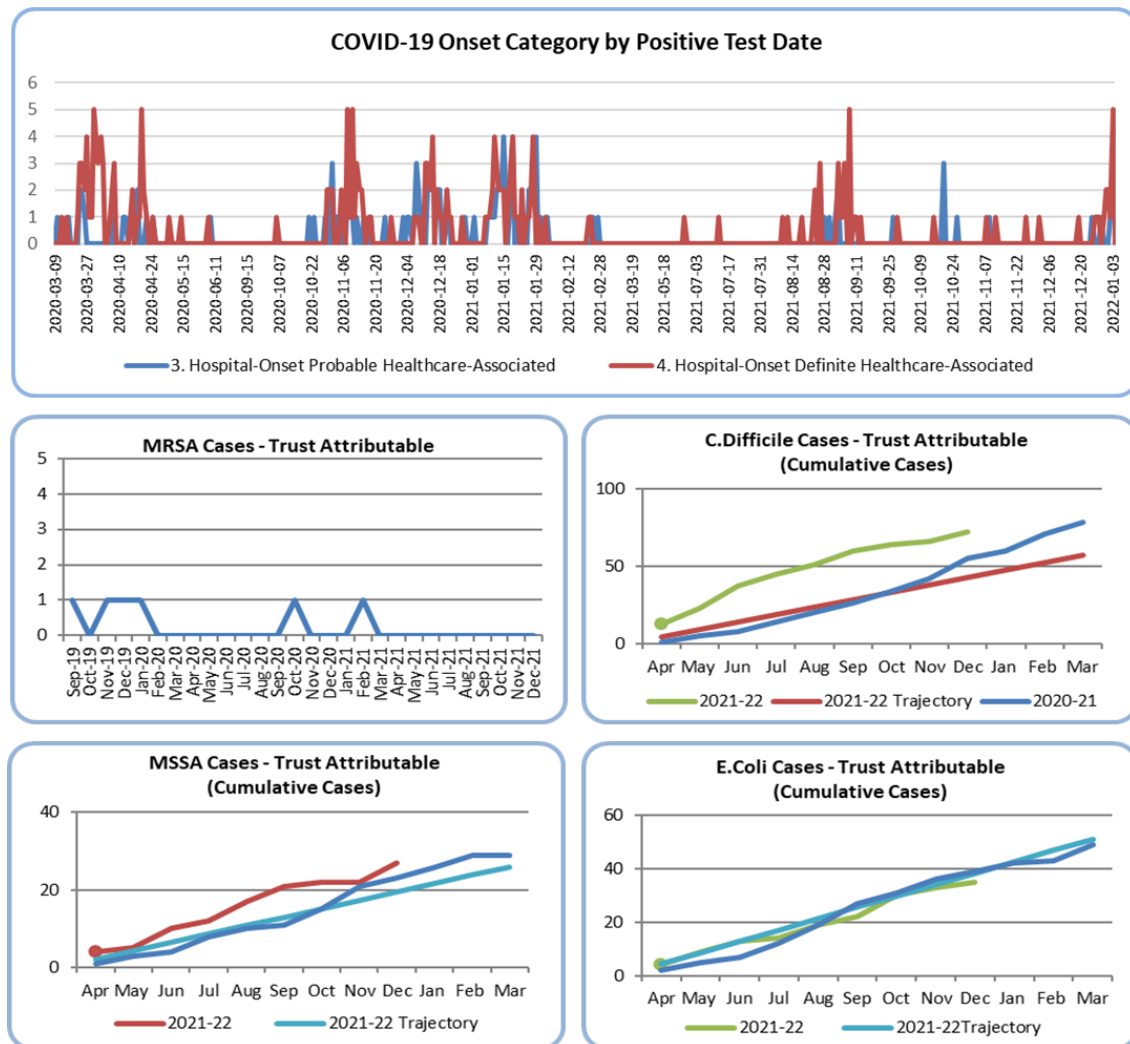 COVID-19 Onset Category by Positive Test Date
6
5
4
3
2
1
0
2020-03-09
2020-03-27
2020-04-10
2020-04-24
2020-05-15
2020-06-11
2020-09-15
2020-10-07
2020-10-22
2020-11-06
2020-11-20
2020-12-04
2020-12-18
2021-01-01
2021-01-15
2021-01-29
2021-02-12
2021-02-28
2021-03-19
2021-05-18
2021-07-03
2021-07-17
2021-07-31
2021-08-14
2021-08-28
2021-09-11
2021-09-25
2021-10-09
2021-10-24
2021-11-07
2021-11-22
2021-12-06
2021-12-20
2022-01-03
3. Hospital-Onset Probable Healthcare-Associated
4. Hospital-Onset Definite Healthcare-Associated
MRSA Cases - Trust Attributable
5
4
3
2
1
0
Sep-19
Oct-19
Nov-19
Dec-19
Jan-20
Feb-20
Mar-20
Apr-20
May-20
Jun-20
Jul-20
Aug-20
Sep-20
Oct-20
Nov-20
Dec-20
Jan-21
Feb-21
Mar-21
Apr-21
May-21
Jun-21
Jul-21
Aug-21
Sep-21
Oct-21
Nov-21
Dec-21
C.Difficile Cases - Trust Attributable
(Cumulative Cases)
100
50
0
Apr May Jun Jul Aug Sep Oct Nov Dec Jan Feb Mar
2021-22 2021-22 Trajectory 2020-21
MSSA Cases - Trust Attributable
(Cumulative Cases)
40
20
0
Apr May Jun Jul Aug Sep Oct Nov Dec Jan Feb Mar
2021-22 2021-22 Trajectory
E.Coli Cases - Trust Attributable
(Cumulative Cases)
60
40
20
0
Apr May Jun Jul Aug Sep Oct Nov Dec Jan Feb Mar
2021-22 2021-22Trajectory